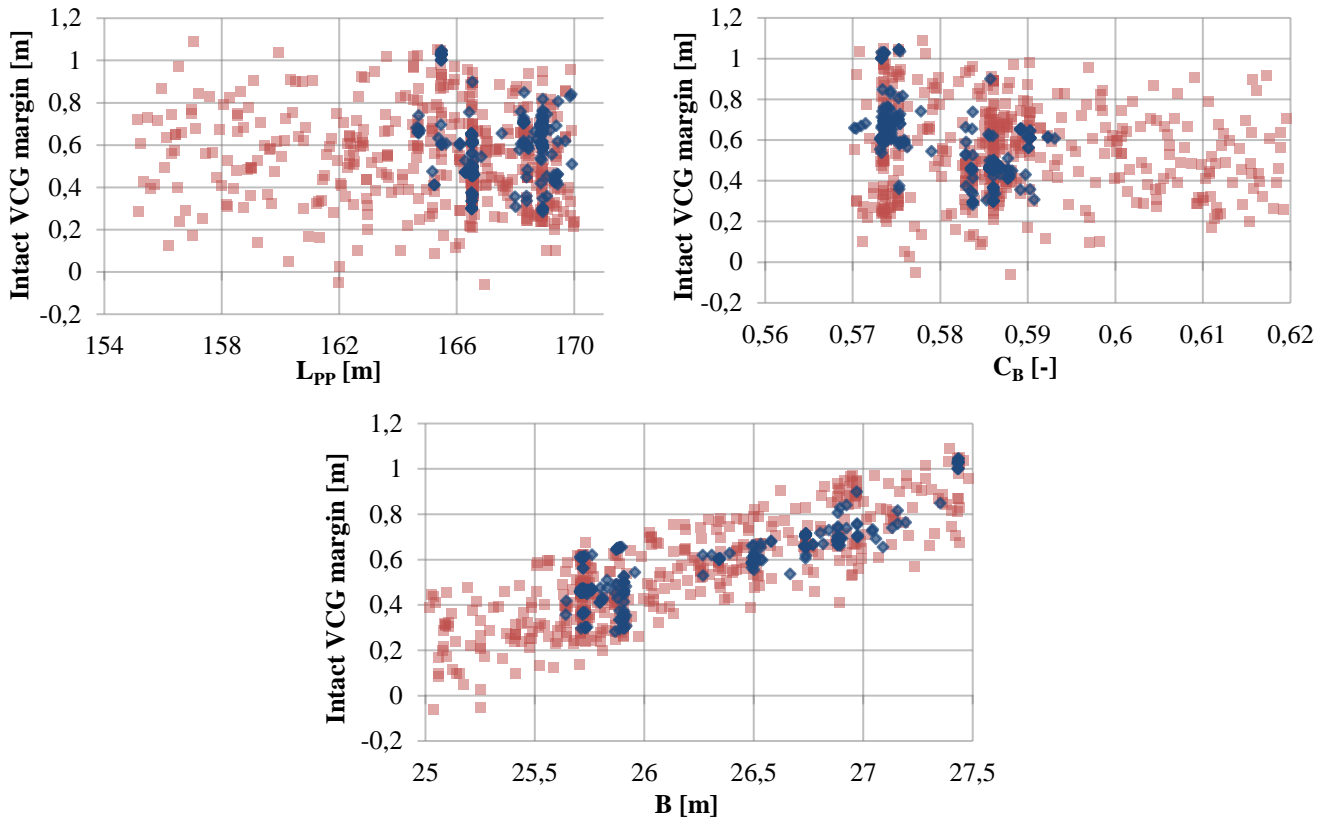 Intact VCG margin [m]
1,2
1
0,8
0,6
0,4
0,2
0
-0,2
154 158 162 166 170
L_PP [m]
Intact VCG margin [m]
1,2
1
0,8
0,6
0,4
0,2
0
-0,2
0,56 0,57 0,58 0,59 0,6 0,61 0,62
C_B [-]
Intact VCG margin [m]
1,2
1
0,8
0,6
0,4
0,2
0
-0,2
25 25,5 26 26,5 27 27,5
B [m]